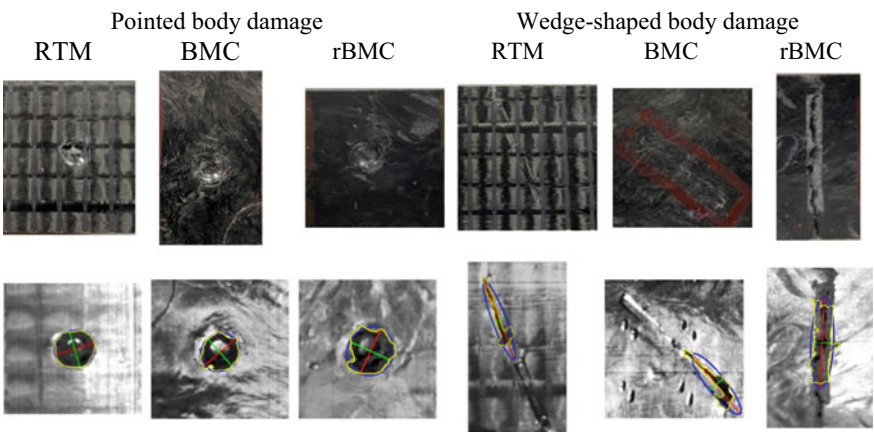 Pointed body damage Wedge-shaped body damage
RTM BMC rBMC RTM BMC rBMC